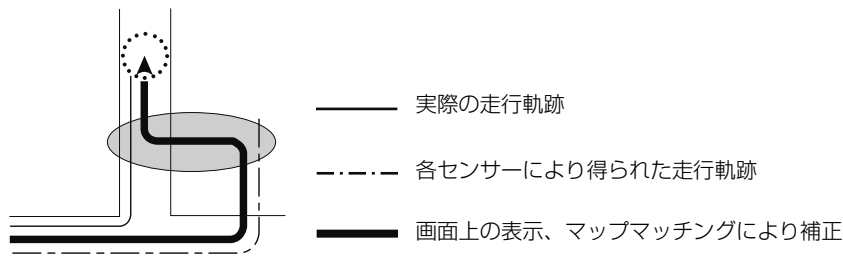 実際の走行軌跡
各センサーにより得られた走行軌跡
画面上の表示、マップマッチングにより補正